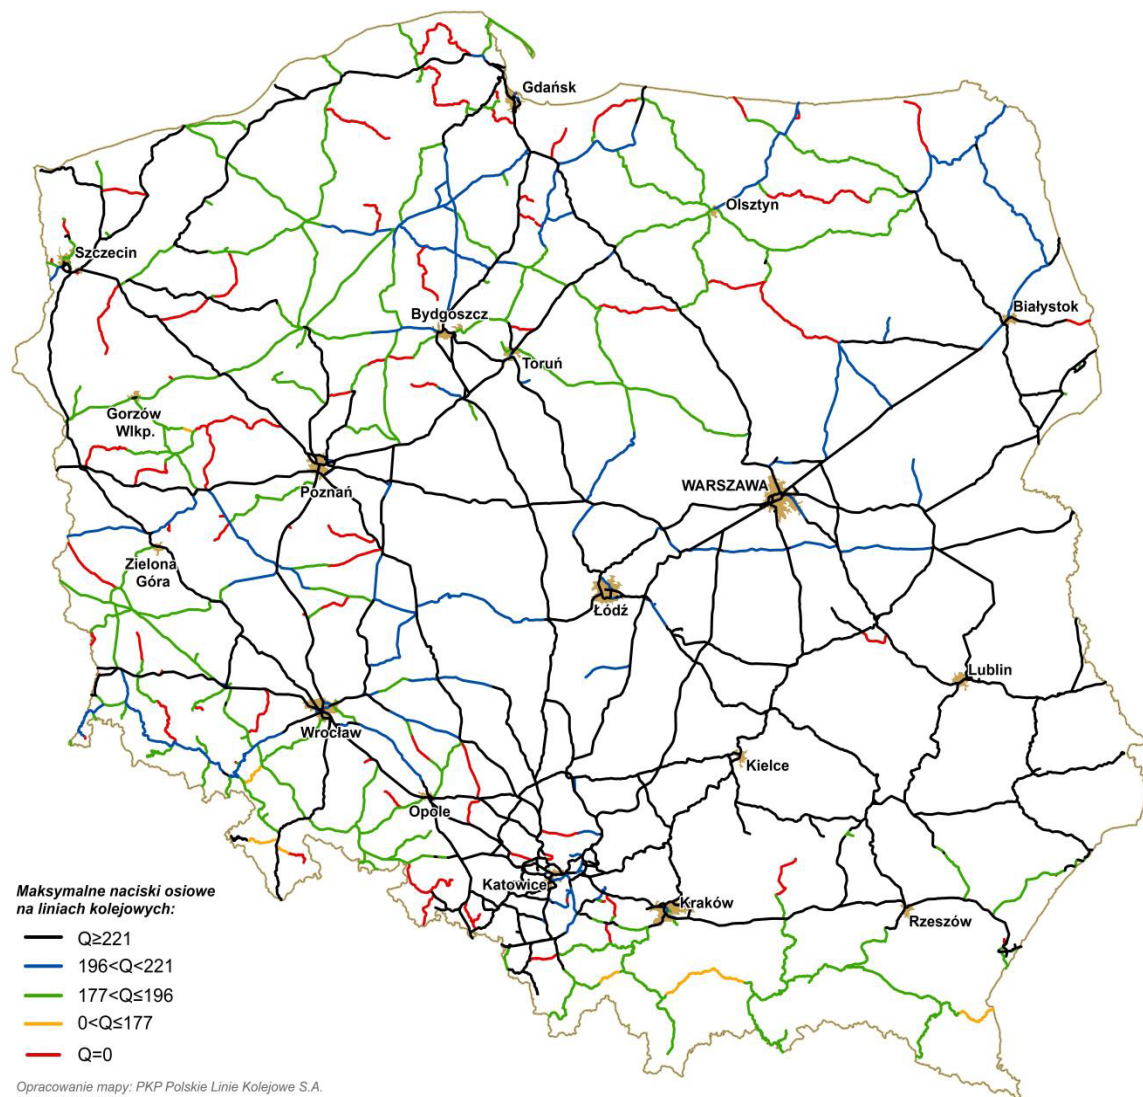 Gdańsk
Olsztyn
Szczecin
Białystok
Bydgoszcz
Toruń
Gorzów
Wlkp.
Poznań
WARSZAWA
Zielona
Góra
Łódź
Lublin
Wrocław
Kielce
Opole
Katowice
Kraków
Rzeszów
Maksymalne naciski osiowe
na liniach kolejowych:
Q≥221
196<Q<221
177<Q≤196
0<Q≤177
Q=0
Opracowanie mapy: PKP Polskie Linie Kolejowe S.A.